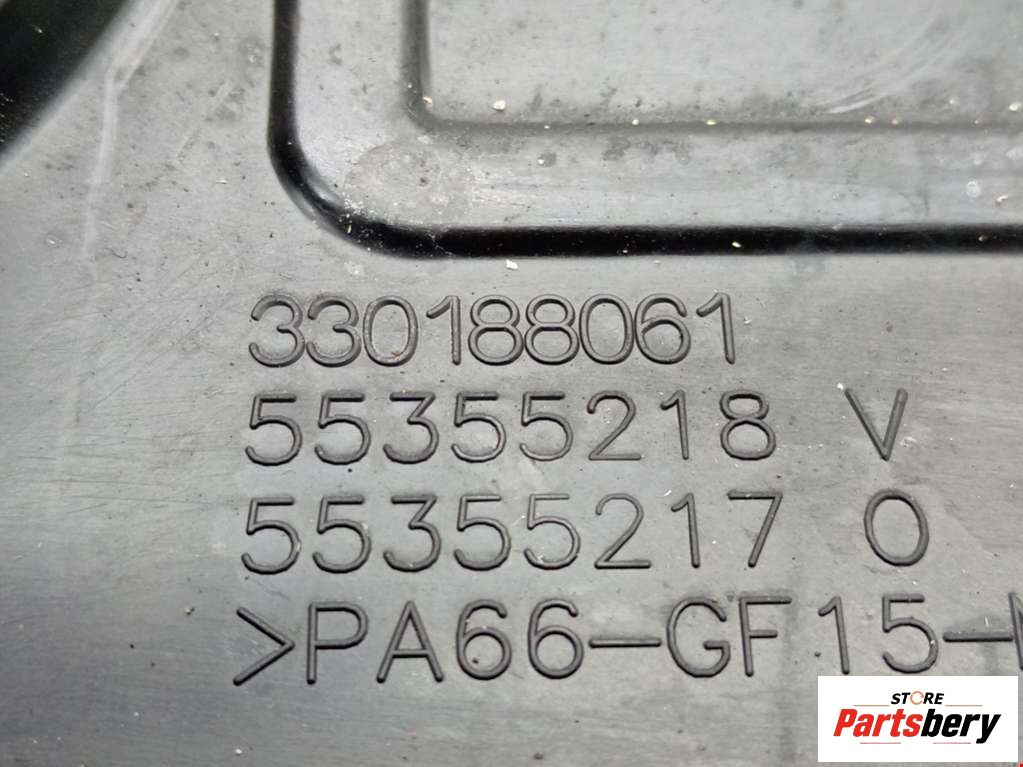 330188061
55355218 V
55355217 O
>PA66-GF15-
STORE
Partsbery